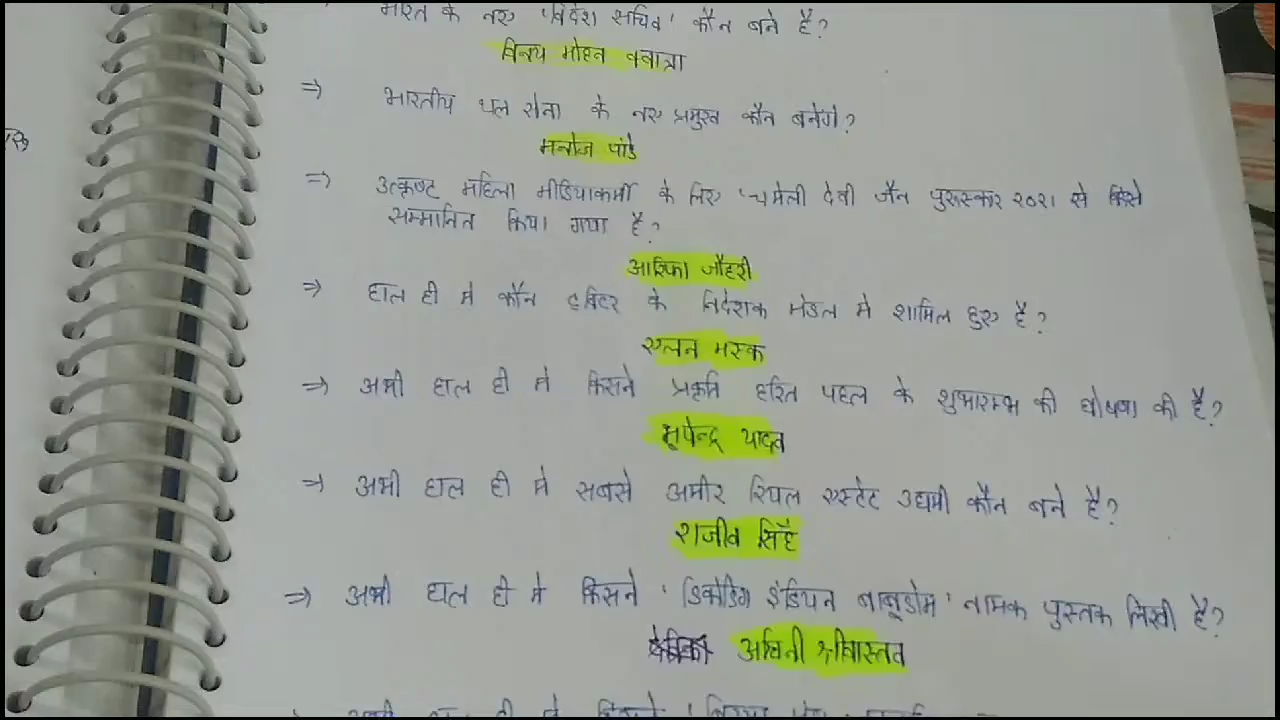 भारत के नए 'विदेश सचिव' कौन बने है?
विनय मोहन क्वात्रा
⇒ भारतीय थल सेना के नए प्रमुख कौन बनेंगे?
मनोज पांडे
⇒ उत्कृष्ट महिला मीडियाकर्मी के लिए 'चमेली देवी जैन पुरूस्कार २०२१ से किसे
सम्मानित किया गया है?
आरिफा जौहरी
⇒ हाल ही मे कौन ट्विटर के निदेशक मंडल मे शामिल हुए है?
एलन मस्क
⇒ अभी हाल ही मे किसने प्रकृति हरित पहल के शुभारम्भ की घोषणा की है?
भूपेन्द्र यादव
⇒ अभी हाल ही मे सबसे अमीर रियल एस्टेट उद्यमी कौन बने है?
राजीव सिंह
⇒ अभी हाल ही मे किसने 'डिकोडिंग इंडियन बाबूडोम' नामक पुस्तक लिखी है?
अश्विनी श्रीवास्तव